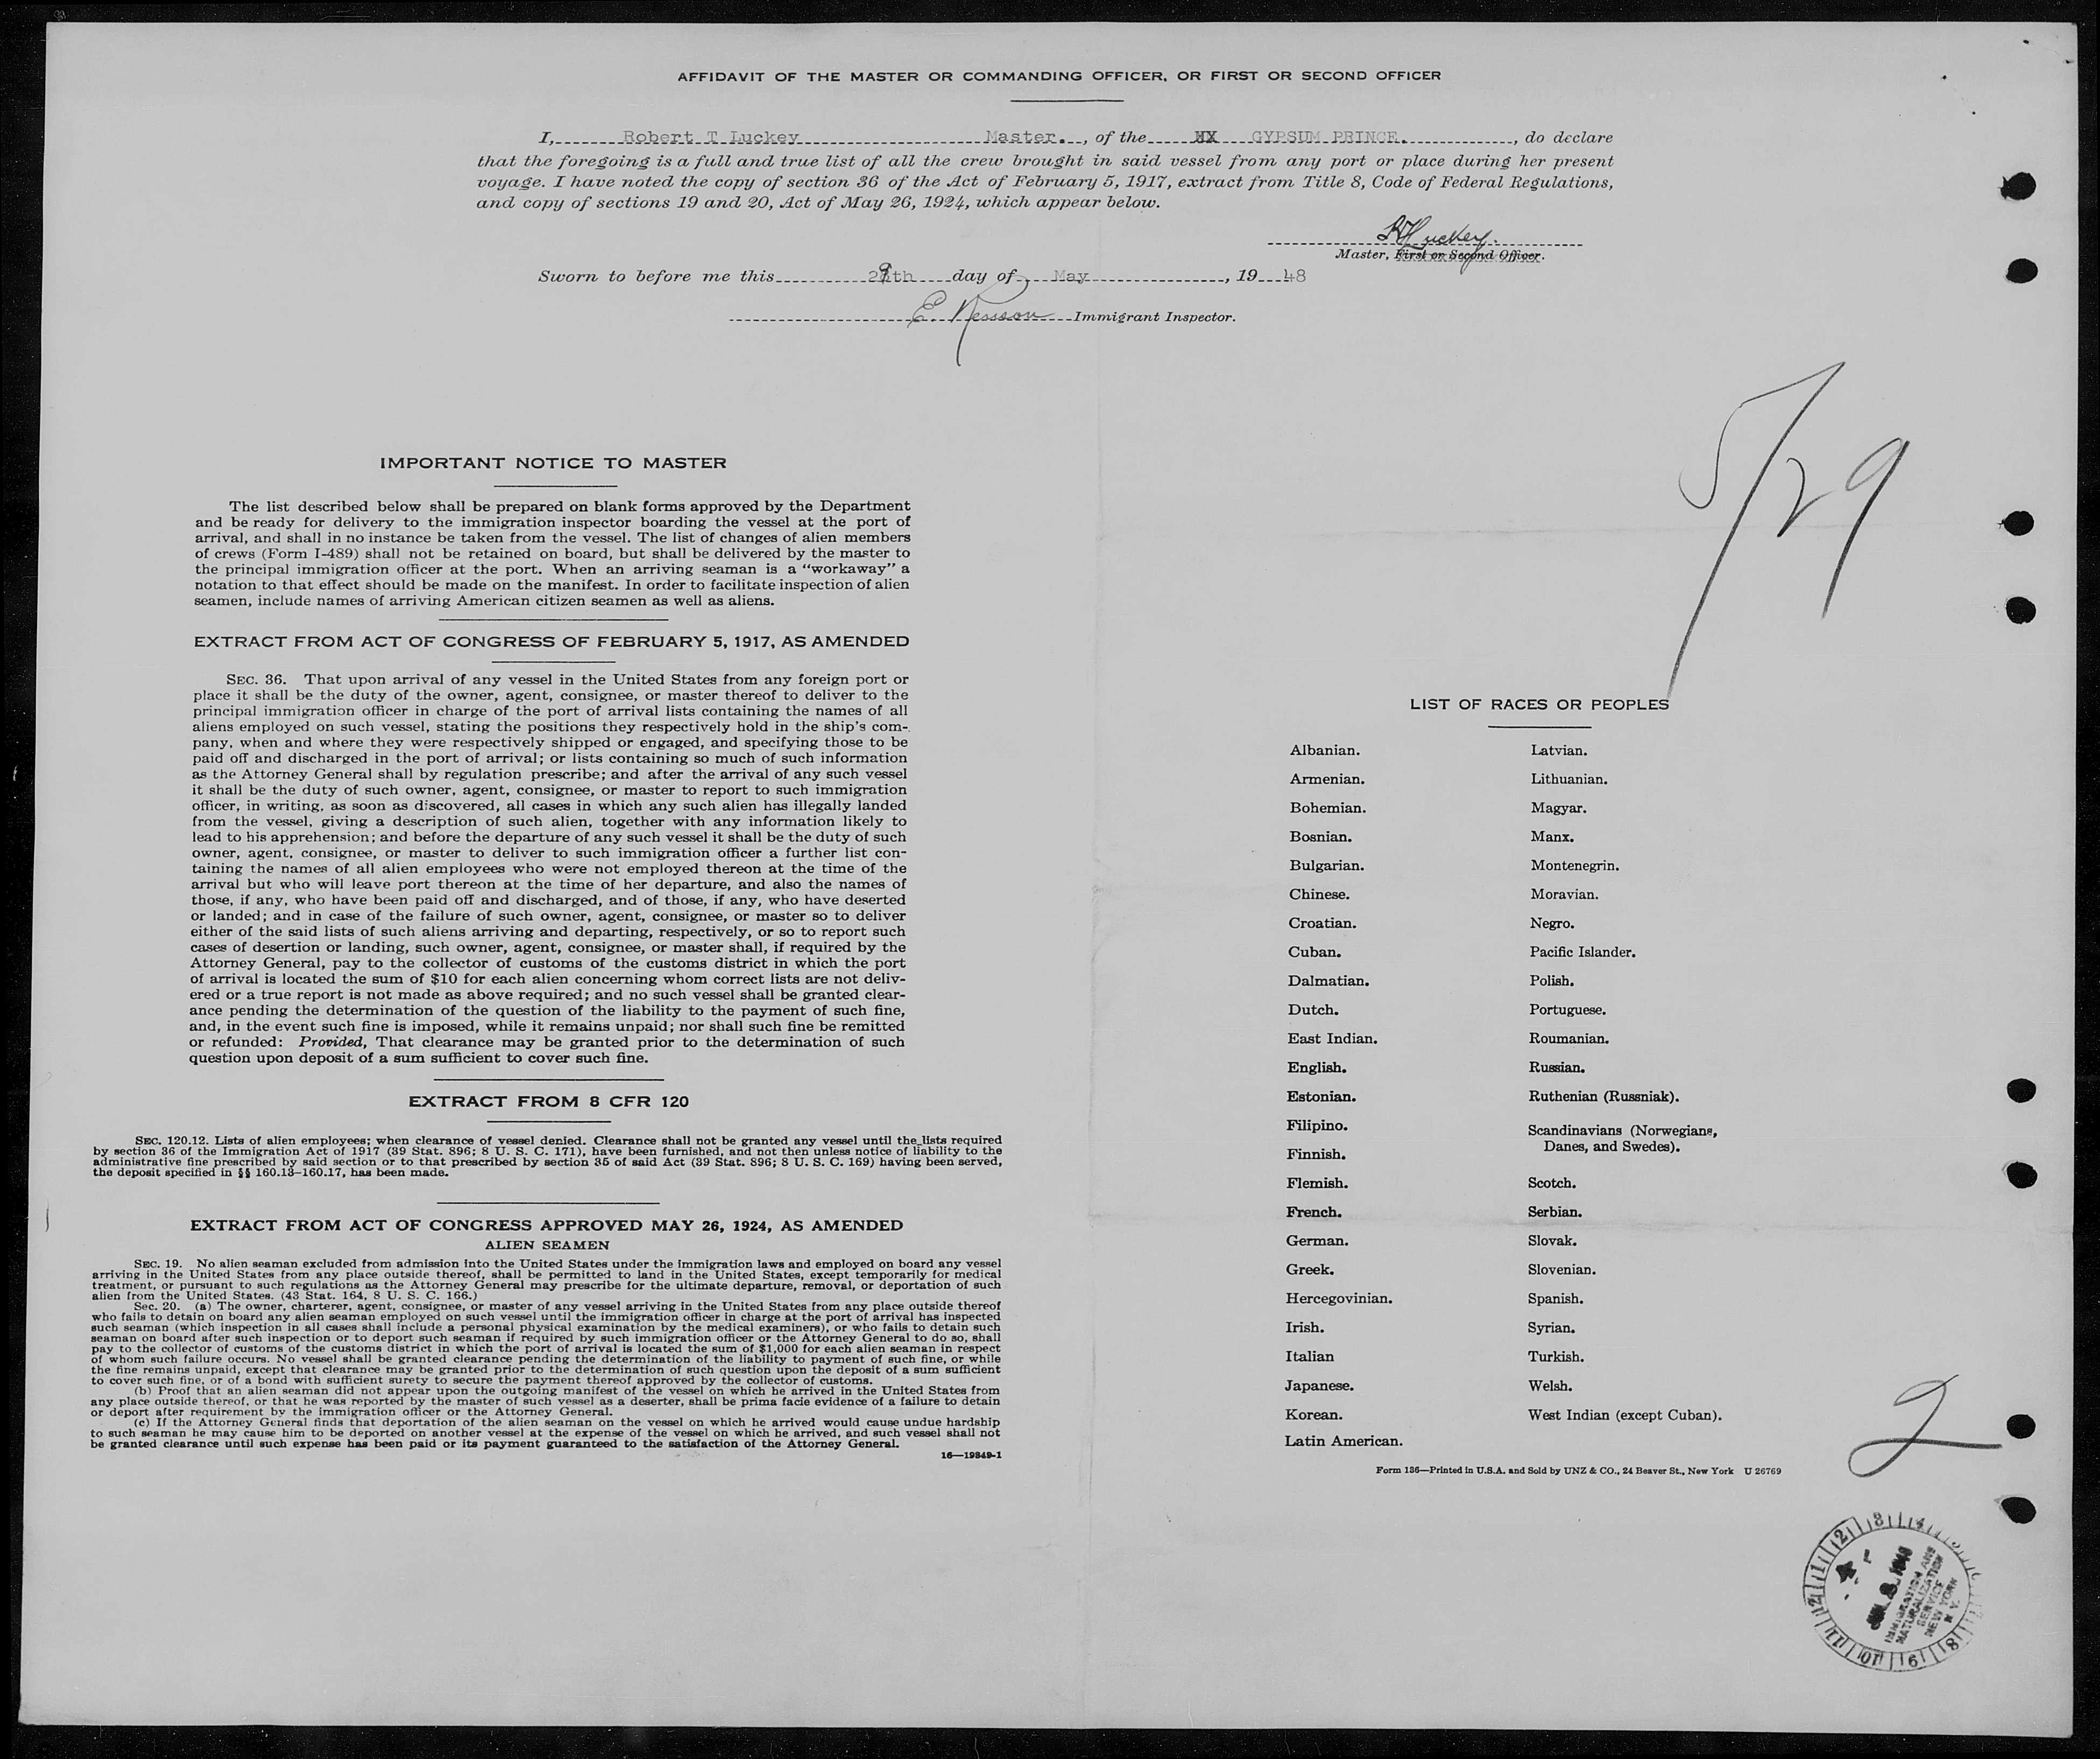 AFFIDAVIT OF THE MASTER OR COMMANDING OFFICER, OR FIRST OR SECOND OFFICER
I, Robert T Luckey Master., of the GYPSUM PRINCE., do declare
that the foregoing is a full and true list of all the crew brought in said vessel from any port or place during her present
voyage. I have noted the copy of section 36 of the Act of February 5, 1917, extract from Title 8, Code of Federal Regulations,
and copy of sections 19 and 20, Act of May 26, 1924, which appear below.
Luckey.
Master, First or Second Officer.
Sworn to before me this 29th day of May, 1948
E. Immigrant Inspector.
5/29
IMPORTANT NOTICE TO MASTER
The list described below shall be prepared on blank forms approved by the Department
and be ready for delivery to the immigration inspector boarding the vessel at the port of
arrival, and shall in no instance be taken from the vessel. The list of changes of alien members
of crews (Form I-489) shall not be retained on board, but shall be delivered by the master to
the principal immigration officer at the port. When an arriving seaman is a "workaway" a
notation to that effect should be made on the manifest. In order to facilitate inspection of alien
seamen, include names of arriving American citizen seamen as well as aliens.
EXTRACT FROM ACT OF CONGRESS OF FEBRUARY 5, 1917, AS AMENDED
SEC. 36. That upon arrival of any vessel in the United States from any foreign port or
place it shall be the duty of the owner, agent, consignee, or master thereof to deliver to the
principal immigration officer in charge of the port of arrival lists containing the names of all
aliens employed on such vessel, stating the positions they respectively hold in the ship's com-
pany, when and where they were respectively shipped or engaged, and specifying those to be
paid off and discharged in the port of arrival; or lists containing so much of such information
as the Attorney General shall by regulation prescribe; and after the arrival of any such vessel
it shall be the duty of such owner, agent, consignee, or master to report to such immigration
officer, in writing, as soon as discovered, all cases in which any such alien has illegally landed
from the vessel, giving a description of such alien, together with any information likely to
lead to his apprehension; and before the departure of any such vessel it shall be the duty of such
owner, agent, consignee, or master to deliver to such immigration officer a further list con-
taining the names of all alien employees who were not employed thereon at the time of the
arrival but who will leave port thereon at the time of her departure, and also the names of
those, if any, who have been paid off and discharged, and of those, if any, who have deserted
or landed; and in case of the failure of such owner, agent, consignee, or master so to deliver
either of the said lists of such aliens arriving and departing, respectively, or so to report such
cases of desertion or landing, such owner, agent, consignee, or master shall, if required by the
Attorney General, pay to the collector of customs of the customs district in which the port
of arrival is located the sum of $10 for each alien concerning whom correct lists are not deliv-
ered or a true report is not made as above required; and no such vessel shall be granted clear-
ance pending the determination of the question of the liability to the payment of such fine,
and, in the event such fine is imposed, while it remains unpaid; nor shall such fine be remitted
or refunded: Provided, That clearance may be granted prior to the determination of such
question upon deposit of a sum sufficient to cover such fine.
EXTRACT FROM 8 CFR 120
SEC. 120.12. Lists of alien employees; when clearance of vessel denied. Clearance shall not be granted any vessel until the lists required
by section 36 of the Immigration Act of 1917 (39 Stat. 896; 8 U. S. C. 171), have been furnished, and not then unless notice of liability to the
administrative fine prescribed by said section or to that prescribed by section 35 of said Act (39 Stat. 896; 8 U. S. C. 169) having been served,
the deposit specified in §§ 160.13-160.17, has been made.
EXTRACT FROM ACT OF CONGRESS APPROVED MAY 26, 1924, AS AMENDED
ALIEN SEAMEN
SEC. 19. No alien seaman excluded from admission into the United States under the immigration laws and employed on board any vessel
arriving in the United States from any place outside thereof, shall be permitted to land in the United States, except temporarily for medical
treatment, or pursuant to such regulations as the Attorney General may prescribe for the ultimate departure, removal, or deportation of such
alien from the United States. (43 Stat. 164, 8 U. S. C. 166.)
Sec. 20. (a) The owner, charterer, agent, consignee, or master of any vessel arriving in the United States from any place outside thereof
who fails to detain on board any alien seaman employed on such vessel until the immigration officer in charge at the port of arrival has inspected
such seaman (which inspection in all cases shall include a personal physical examination by the medical examiners), or who fails to detain such
seaman on board after such inspection or to deport such seaman if required by such immigration officer or the Attorney General to do so, shall
pay to the collector of customs of the customs district in which the port of arrival is located the sum of $1,000 for each alien seaman in respect
of whom such failure occurs. No vessel shall be granted clearance pending the determination of the liability to payment of such fine, or while
the fine remains unpaid, except that clearance may be granted prior to the determination of such question upon the deposit of a sum sufficient
to cover such fine, or of a bond with sufficient surety to secure the payment thereof approved by the collector of customs.
(b) Proof that an alien seaman did not appear upon the outgoing manifest of the vessel on which he arrived in the United States from
any place outside thereof, or that he was reported by the master of such vessel as a deserter, shall be prima facie evidence of a failure to detain
or deport after requirement by the immigration officer or the Attorney General.
(c) If the Attorney General finds that deportation of the alien seaman on the vessel on which he arrived would cause undue hardship
to such seaman he may cause him to be deported on another vessel at the expense of the vessel on which he arrived, and such vessel shall not
be granted clearance until such expense has been paid or its payment guaranteed to the satisfaction of the Attorney General.
16—19849-1
LIST OF RACES OR PEOPLES
Albanian.
Armenian.
Bohemian.
Bosnian.
Bulgarian.
Chinese.
Croatian.
Cuban.
Dalmatian.
Dutch.
East Indian.
English.
Estonian.
Filipino.
Finnish.
Flemish.
French.
German.
Greek.
Hercegovinian.
Irish.
Italian
Japanese.
Korean.
Latin American.
Latvian.
Lithuanian.
Magyar.
Manx.
Montenegrin.
Moravian.
Negro.
Pacific Islander.
Polish.
Portuguese.
Roumanian.
Russian.
Ruthenian (Russniak).
Scandinavians (Norwegians,
Danes, and Swedes).
Scotch.
Serbian.
Slovak.
Slovenian.
Spanish.
Syrian.
Turkish.
Welsh.
West Indian (except Cuban).
Form 136—Printed in U.S.A. and Sold by UNZ & CO., 24 Beaver St., New York U 26769
2
IMMIGRATION AND
NATURALIZATION
SERVICE
NEW YORK
N. Y.